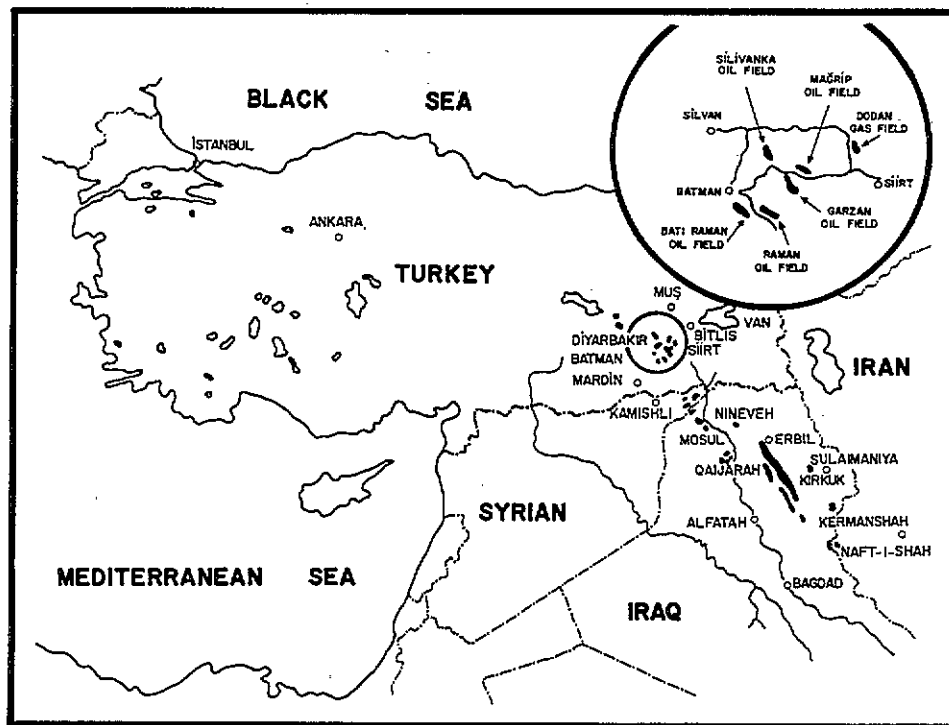 SİLİVANKA
OIL FIELD
MAĞRİP
OIL FIELD
DODAN
GAS FIELD
SİLVAN
BATMAN
SİİRT
GARZAN
OIL FIELD
BATI RAMAN
OIL FIELD
RAMAN
OIL FIELD
BLACK SEA
İSTANBUL
ANKARA
TURKEY
MUŞ
VAN
BİTLİS
DİYARBAKIR
SİİRT
BATMAN
IRAN
MARDİN
KAMISHLI
NINEVEH
MOSUL
ERBIL
SULAIMANIYA
QAIJARAH
KIRKUK
SYRIAN
ALFATAH
KERMANSHAH
NAFT-I-SHAH
MEDITERRANEAN SEA
BAGDAD
IRAQ